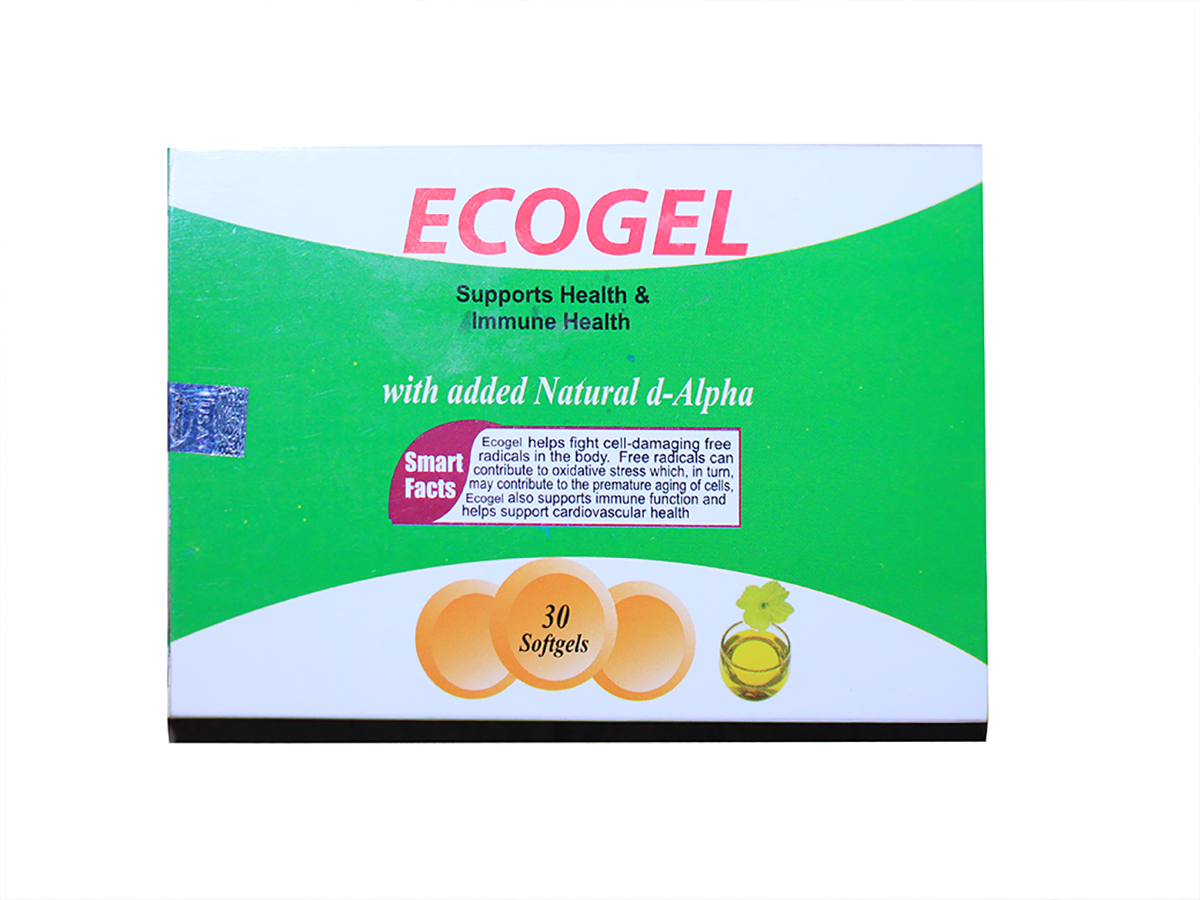 ECOGEL
Supports Health &
Immune Health
with added Natural d-Alpha
Smart
Facts
Ecogel helps fight cell-damaging free
radicals in the body. Free radicals can
contribute to oxidative stress which, in turn,
may contribute to the premature aging of cells,
Ecogel also supports immune function and
helps support cardiovascular health
30
Softgels